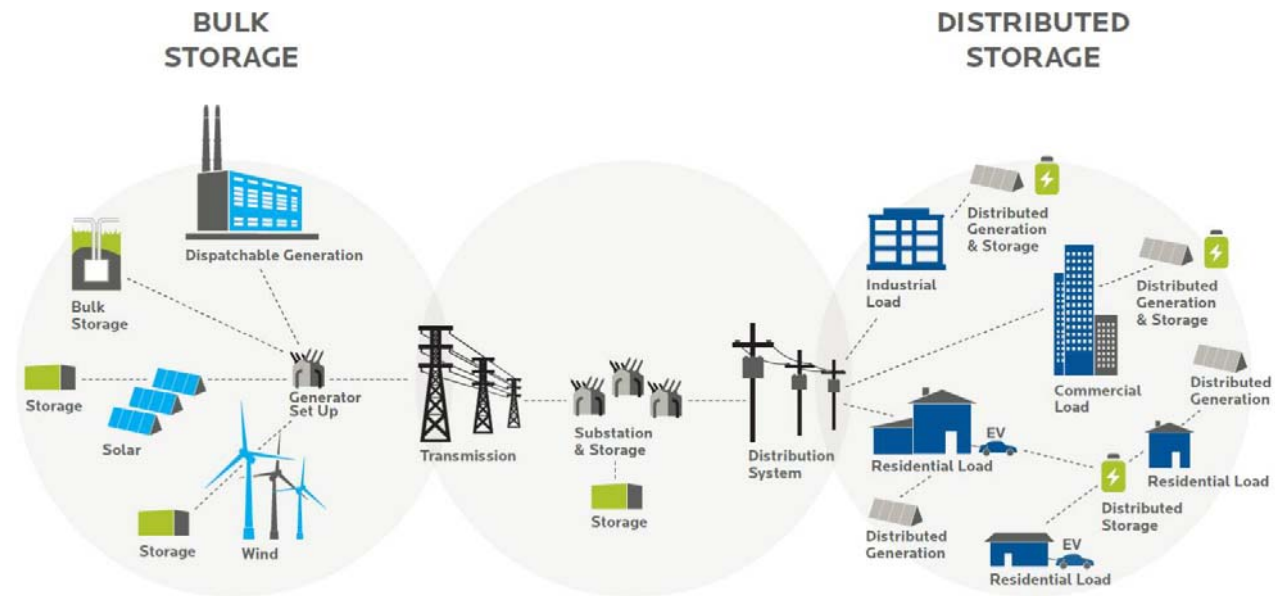 BULK
STORAGE
DISTRIBUTED
STORAGE
Dispatchable Generation
Bulk
Storage
Storage
Solar
Generator
Set Up
Storage
Wind
Transmission
Substation
& Storage
Storage
Distribution
System
Industrial
Load
Distributed
Generation
& Storage
Commercial
Load
Distributed
Generation
& Storage
Distributed
Generation
EV
Residential Load
Residential Load
Distributed
Storage
Distributed
Generation
EV
Residential Load